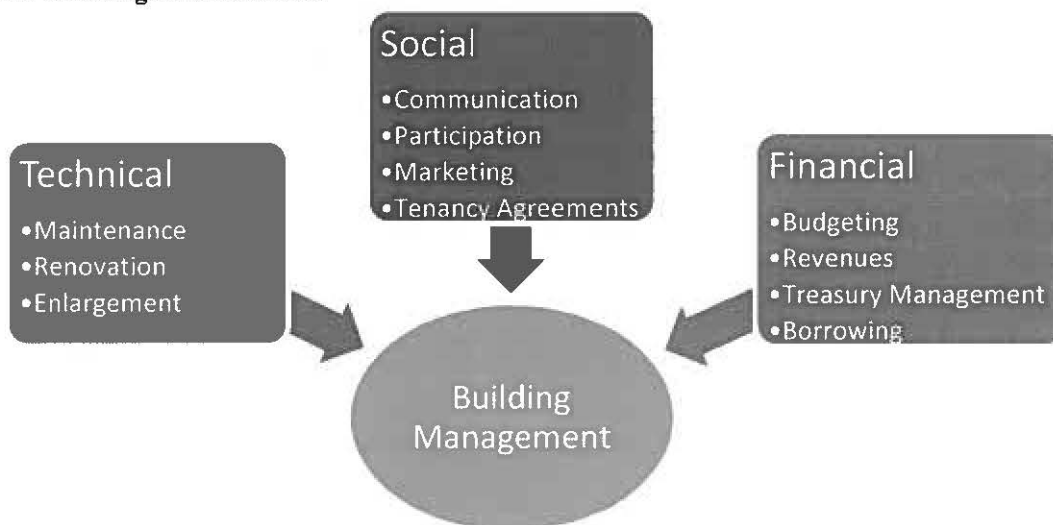 Social
•Communication
•Participation
•Marketing
•Tenancy Agreements
Technical
•Maintenance
•Renovation
•Enlargement
Financial
•Budgeting
•Revenues
•Treasury Management
•Borrowing
Building
Management